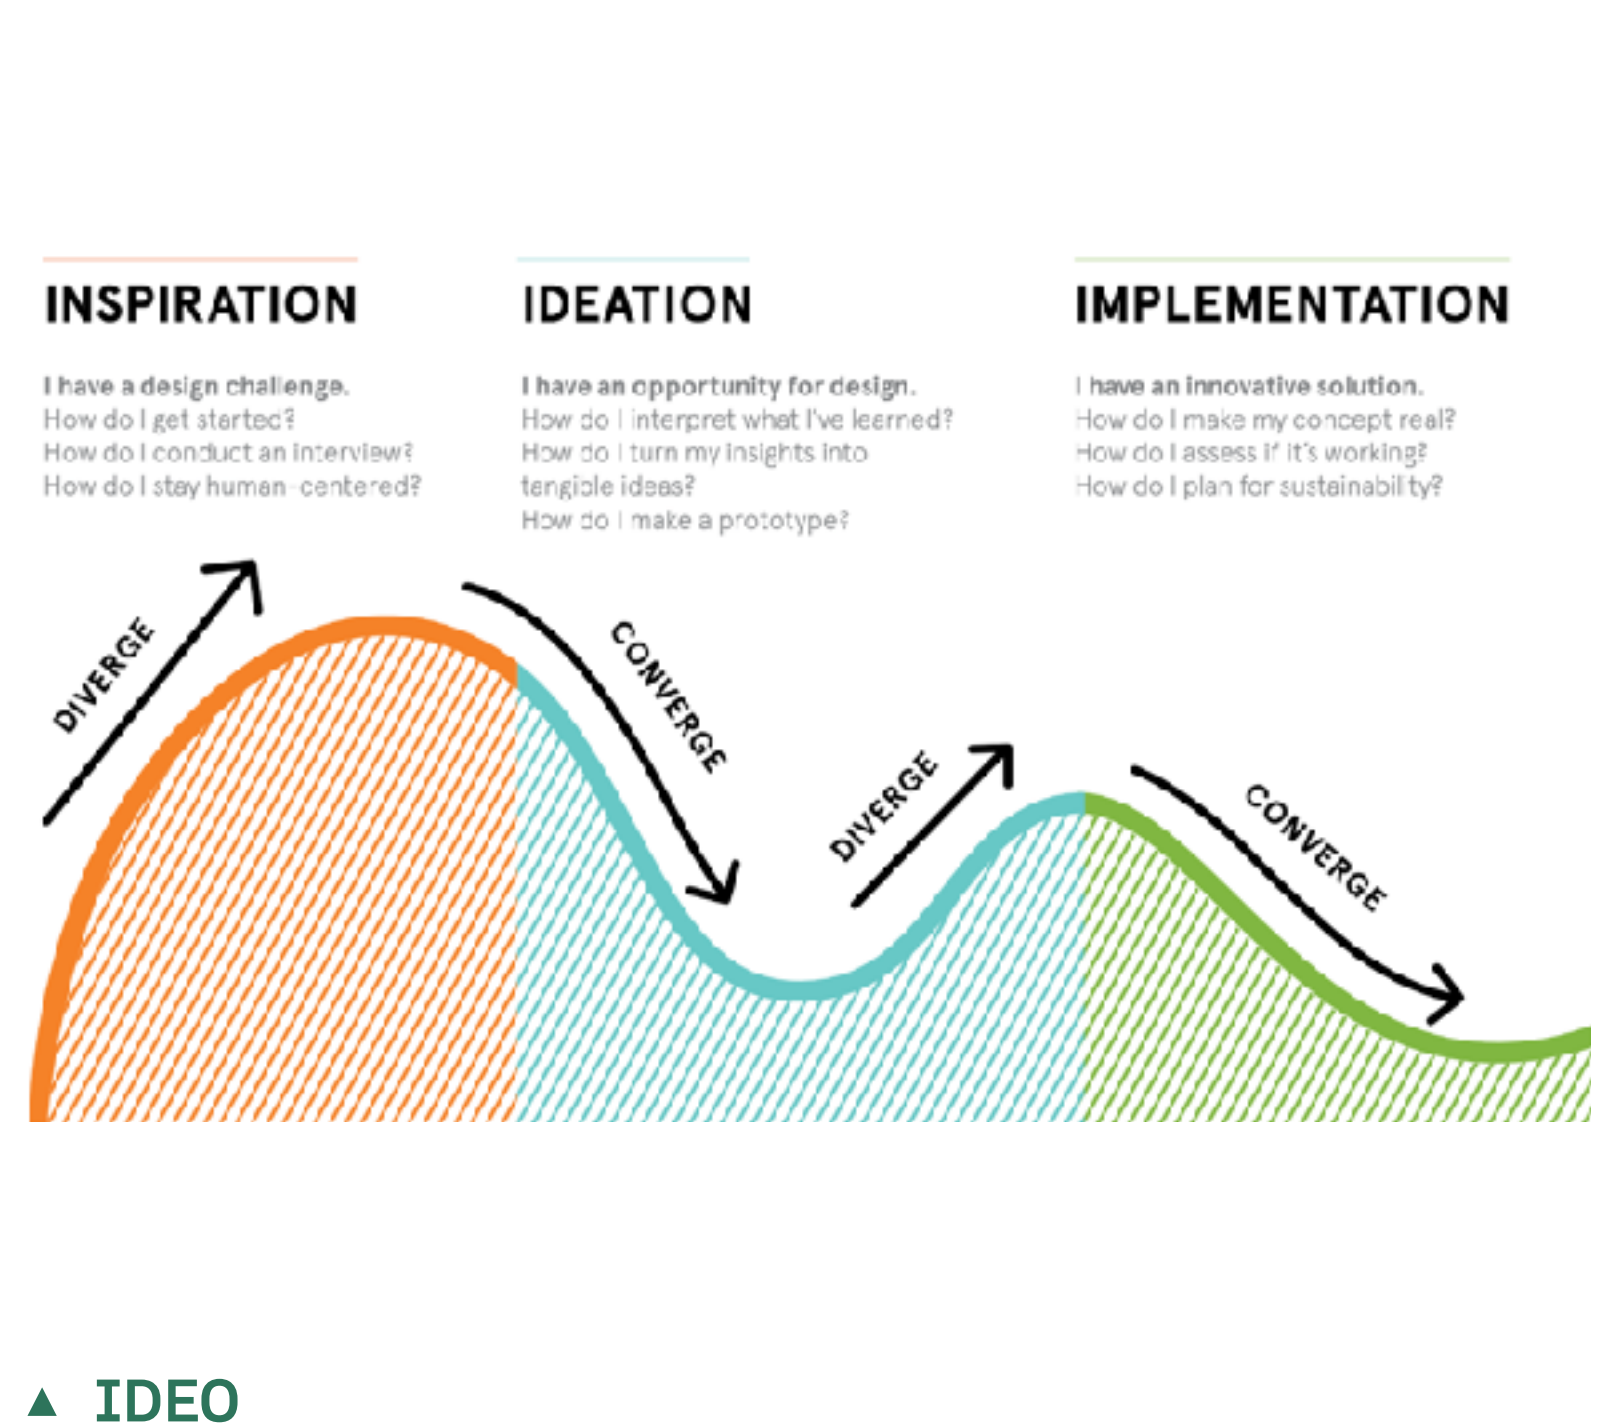 INSPIRATION
I have a design challenge.
How do I get started?
How do I conduct an interview?
How do I stay human-centered?
IDEATION
I have an opportunity for design.
How do I interpret what I've learned?
How do I turn my insights into
tangible ideas?
How do I make a prototype?
IMPLEMENTATION
I have an innovative solution.
How do I make my concept real?
How do I assess if it's working?
How do I plan for sustainability?
DIVERGE
CONVERGE
DIVERGE
CONVERGE
▲ IDEO